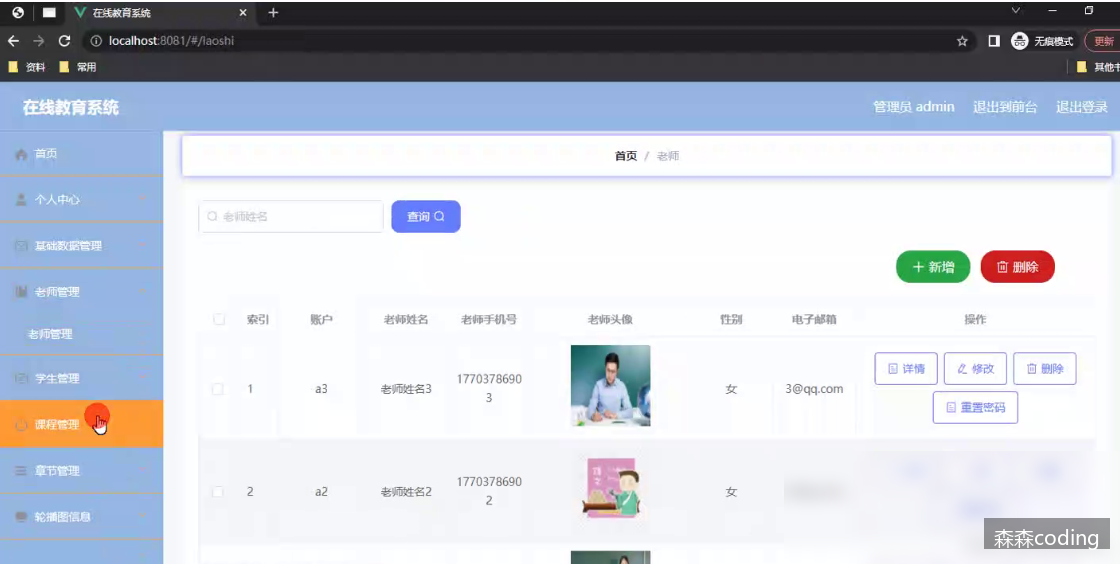 在线教育系统
localhost:8081/#/laoshi
无痕模式
更新
资料
常用
在线教育系统
管理员 admin
退出到前台
退出登录
首页
个人中心
基础数据管理
老师管理
老师管理
学生管理
课程管理
章节管理
轮播图信息
首页 / 老师
老师姓名
查询
新增
删除
索引 账户 老师姓名 老师手机号 老师头像 性别 电子邮箱 操作
1 a3 老师姓名3 1770378690
3
女 3@qq.com
详情 修改 删除
重置密码
2 a2 老师姓名2 1770378690
2
女
森森coding